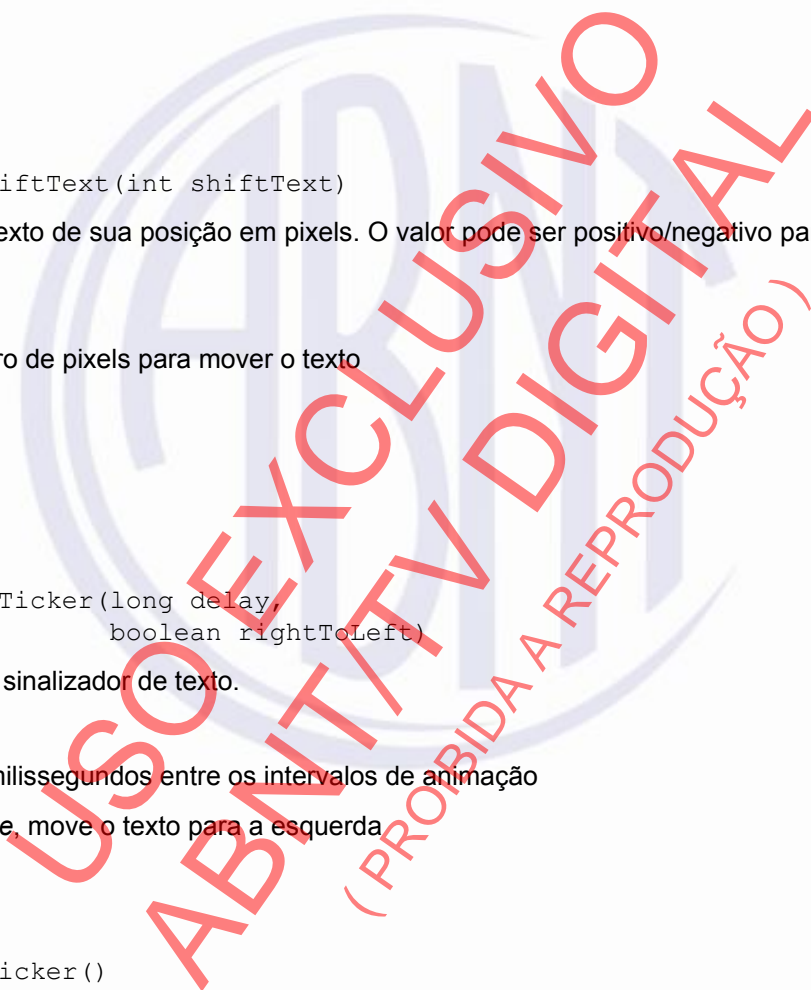 iftText(int shiftText)
exto de sua posição em pixels. O valor pode ser positivo/negativo pa
ro de pixels para mover o texto
Ticker(long delay,
boolean rightToLeft)
sinalizador de texto.
nilissegundos entre os intervalos de animação
e, move o texto para a esquerda
icker()
USO EXCLUSIVO
ABNT/TV DIGITAL
( PROIBIDA A REPRODUÇÃO )
ABNT